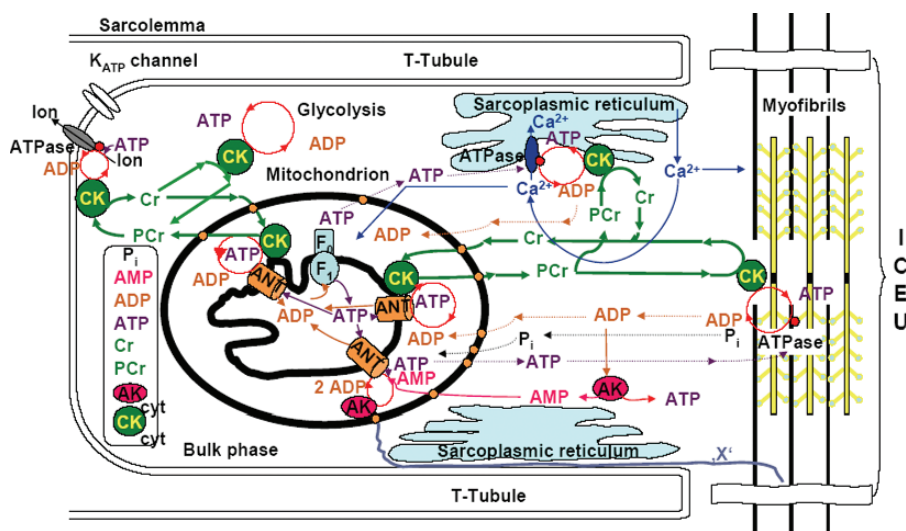 Sarcolemma
K_ATP channel
T-Tubule
Ion
ATPase
ATP
ADP
Ion
CK
Cr
PCr
ATP
Glycolysis
CK
ADP
Mitochondrion
Sarcoplasmic reticulum
Ca2+
ATP
ATPase
CK
Ca2+
ADP
PCr
Cr
Ca2+
Myofibrils
ATP
ATP
ADP
CK
ATP
ADP
ANT
F0
F1
ADP
ATP
CK
ANT
ATP
ADP
ANT
ATP
AMP
2 ADP
AK
Cr
PCr
CK
ATP
ADP
ATPase
Pi
ADP
Pi
ATP
AMP
AK
ATP
Pi
AMP
ADP
ATP
Cr
PCr
AK
cyt
CK
cyt
Bulk phase
Sarcoplasmic reticulum
‚X‘
T-Tubule
I
C
E
U